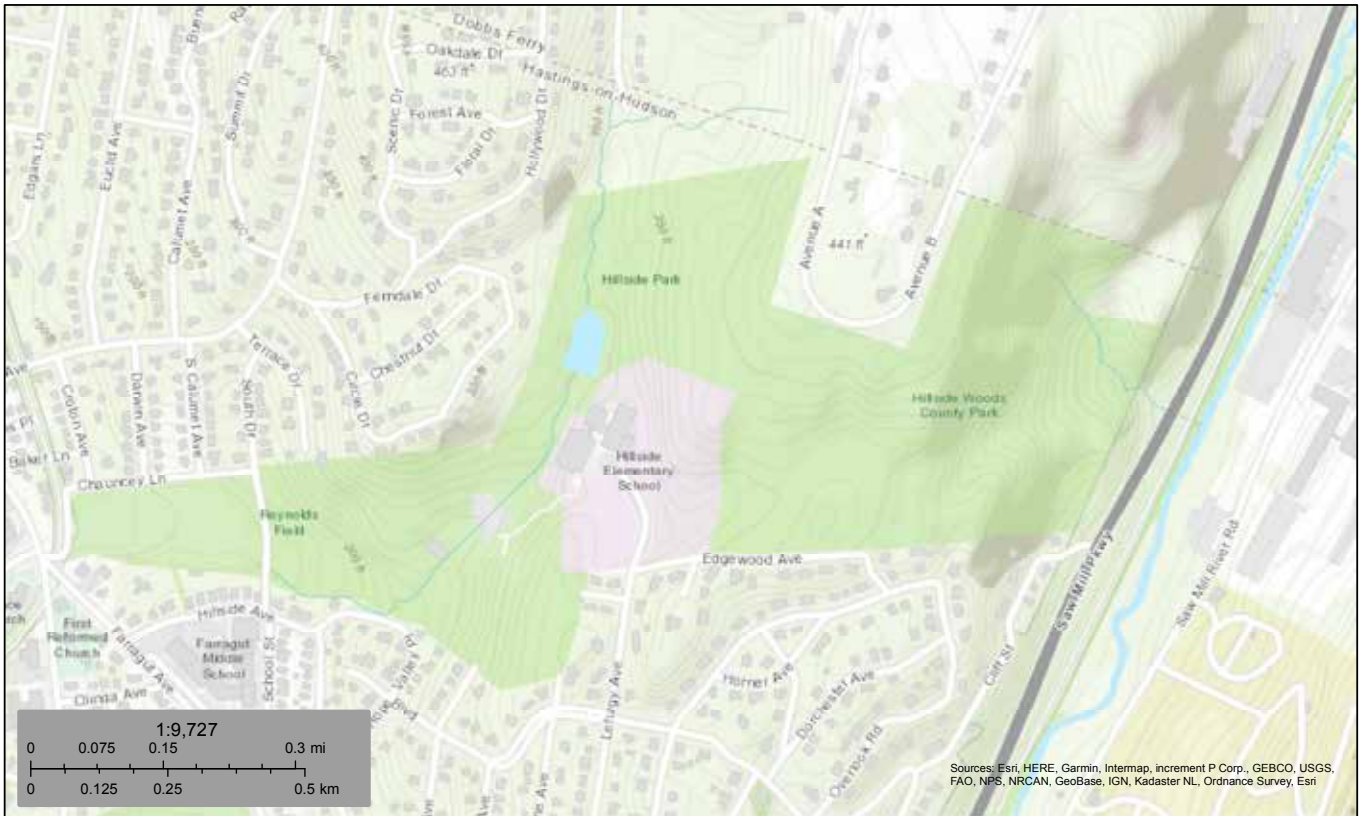 Dobbs Ferry
Hastings-on-Hudson
Oakdale Dr
463 ft
Forest Ave
Floral Dr
Scenic Dr
Hollywood Dr
Summit Dr
Edgars Ln
Euclid Ave
Calumet Ave
Avenue A
441 ft
Avenue B
Hillside Park
Ferndale Dr
Chestnut Dr
Circle Dr
Terrace Dr
South Dr
S Calumet Ave
Darwin Ave
Croton Ave
Ave
Baker Ln
Chauncey Ln
Hillside Woods
County Park
Hillside
Elementary
School
Reynolds
Field
Edgewood Ave
Saw Mill Pkwy
Saw Mill River Rd
Hillside Ave
First
Reformed
Church
Farragut Ave
Farragut
Middle
School
School St
Olinda Ave
Lefurgy Ave
Horner Ave
Dorchester Ave
Overlook Rd
Cliff St
1:9,727
0 0.075 0.15 0.3 mi
0 0.125 0.25 0.5 km
Sources: Esri, HERE, Garmin, Intermap, increment P Corp., GEBCO, USGS,
FAO, NPS, NRCAN, GeoBase, IGN, Kadaster NL, Ordnance Survey, Esri